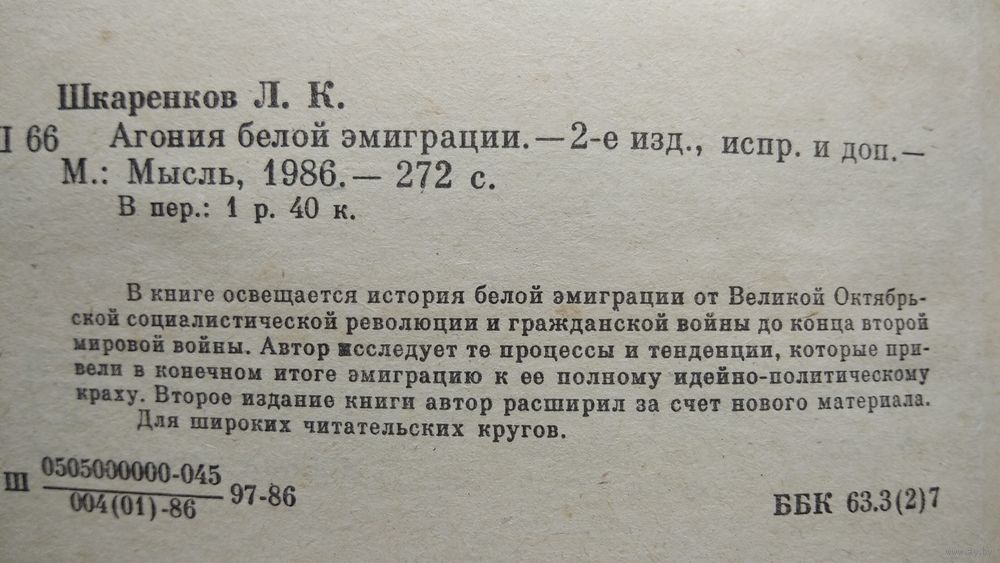 Шкаренков Л. К.
66 Агония белой эмиграции. — 2-е изд., испр. и доп. —
М.: Мысль, 1986. — 272 с.
В пер.: 1 р. 40 к.
В книге освещается история белой эмиграции от Великой Октябрь-
ской социалистической революции и гражданской войны до конца второй
мировой войны. Автор исследует те процессы и тенденции, которые при-
вели в конечном итоге эмиграцию к ее полному идейно-политическому
краху. Второе издание книги автор расширил за счет нового материала.
Для широких читательских кругов.
Ш 0505000000-045
004(01)-86 97-86
ББК 63.3(2)7